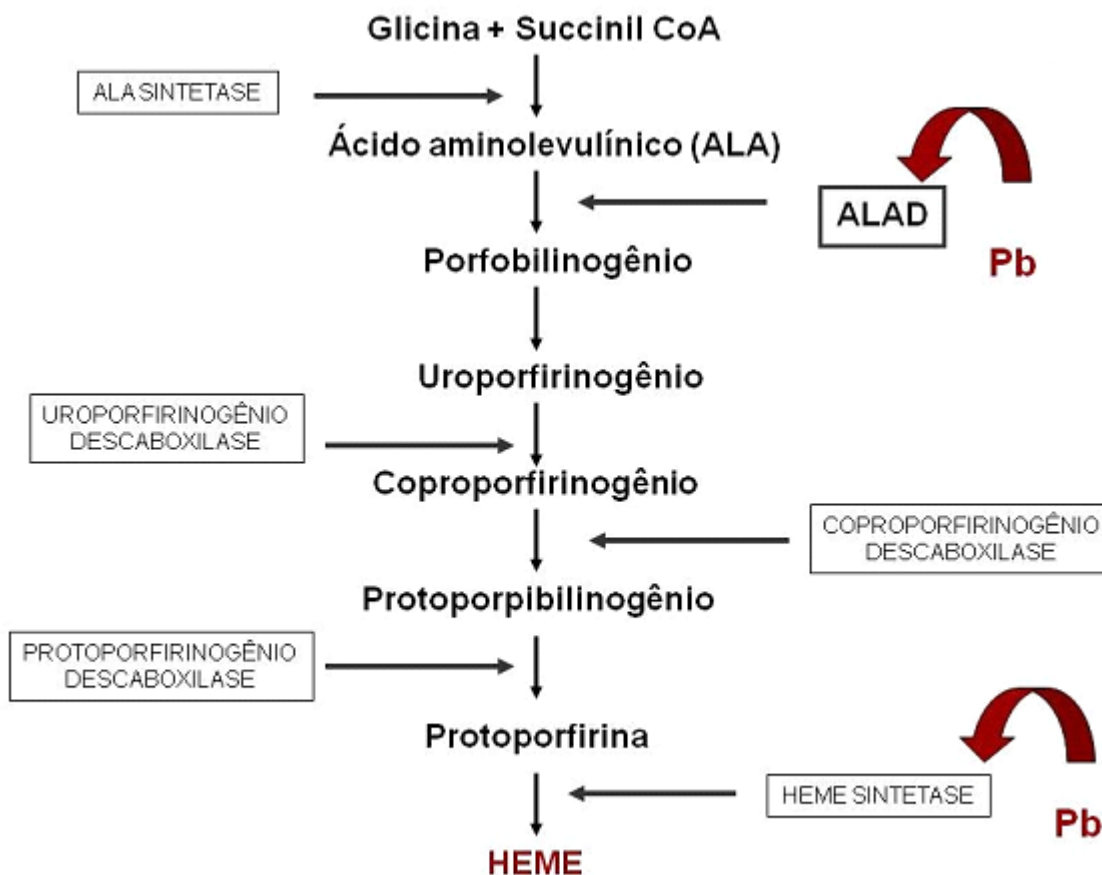 Glicina + Succinil CoA
ALA SINTETASE
Ácido aminolevulínico (ALA)
ALAD
Pb
Porfobilinogênio
Uroporfirinogênio
UROPORFIRINOGÊNIO
DESCABOXILASE
Coproporfirinogênio
COPROPORFIRINOGÊNIO
DESCABOXILASE
Protoporpibilinogênio
PROTOPORFIRINOGÊNIO
DESCABOXILASE
Protoporfirina
HEME SINTETASE
Pb
HEME